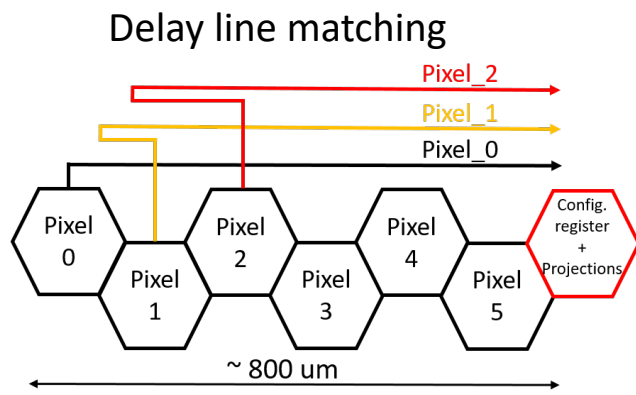 Delay line matching
Pixel_2
Pixel_1
Pixel_0
Pixel
0
Pixel
1
Pixel
2
Pixel
3
Pixel
4
Pixel
5
Config.
register
+
Projections
~ 800 um